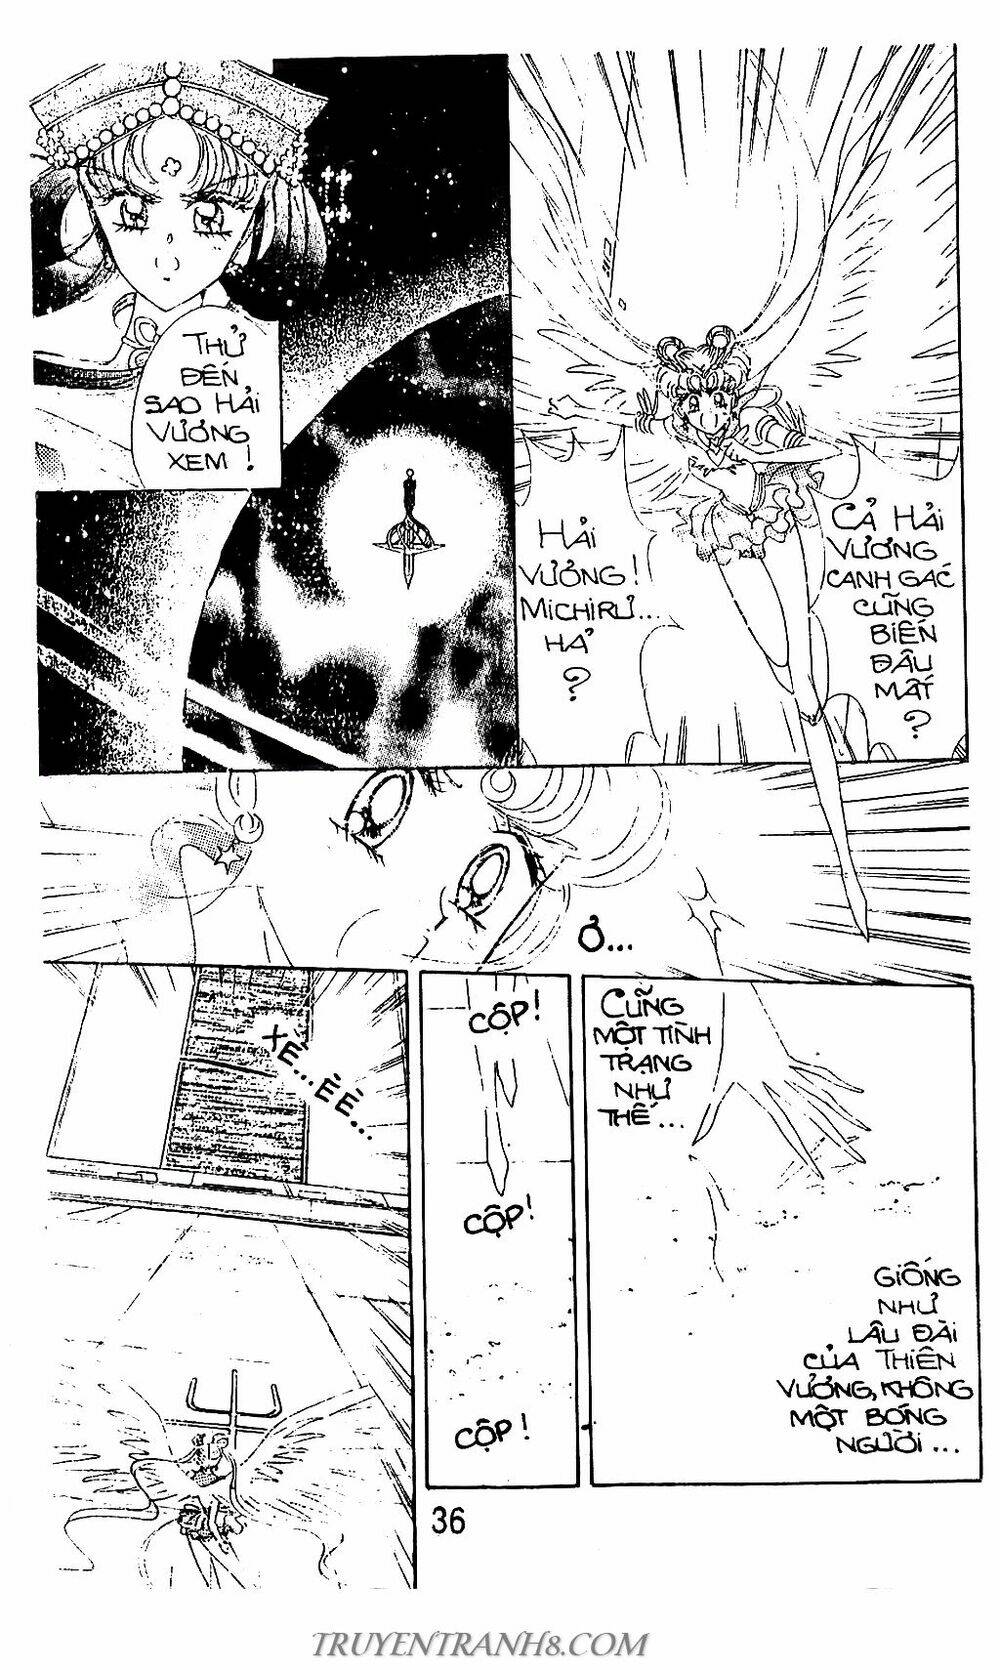 THỬ
ĐẾN
SAO HẢI
VƯƠNG
XEM !
HẢI
VƯƠNG !
MICHIRU...
HẢ
?
CẢ HẢI
VƯƠNG
CANH GÁC
CŨNG
BIẾN
ĐÂU
MẤT
?
Ơ...
XÈ...ÈÈ...
CỘP!
CỘP!
CỘP!
CŨNG
MỘT TÌNH
TRẠNG
NHƯ
THẾ...
GIỐNG
NHƯ
LÂU ĐÀI
CỦA THIÊN
VƯƠNG, KHÔNG
MỘT BÓNG
NGƯỜI...
36
TRUYENTRANH8.COM